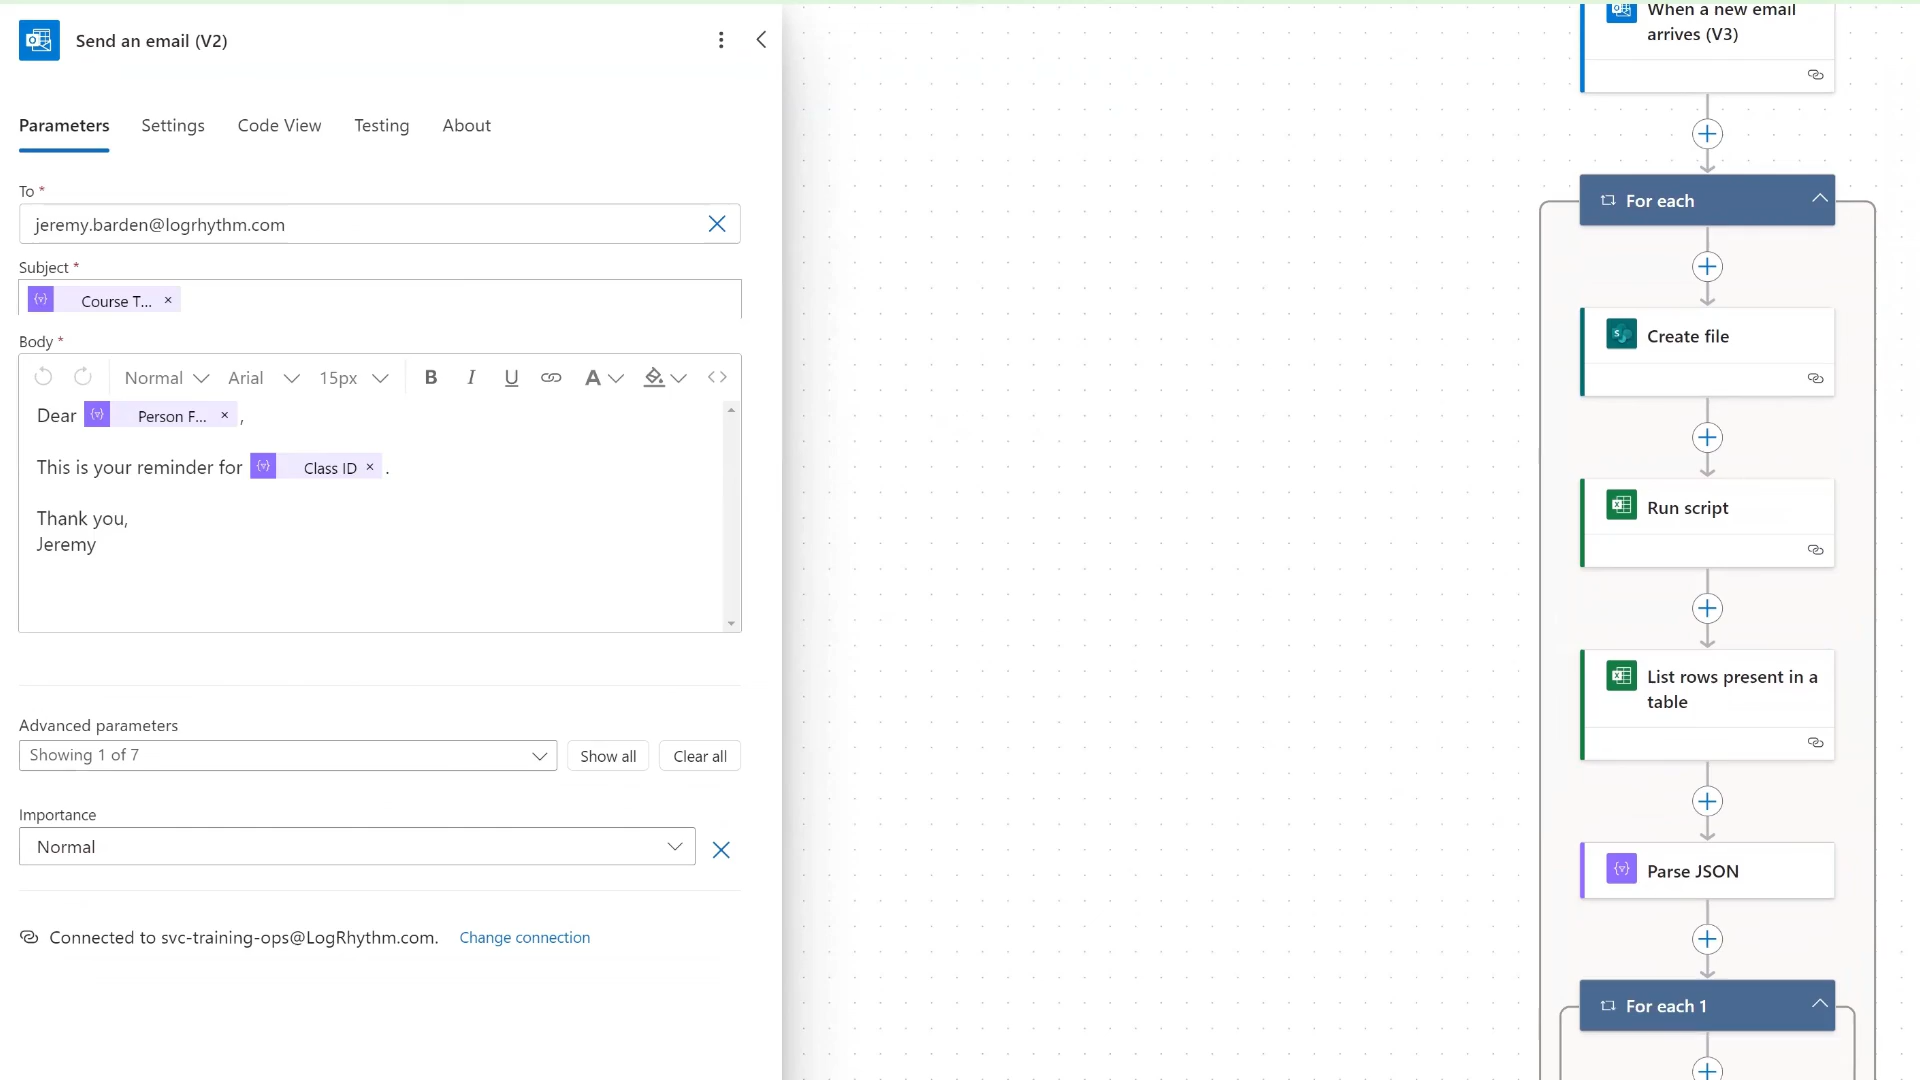 Send an email (V2)
Parameters
Settings
Code View
Testing
About
To *
jeremy.barden@logrhythm.com
Subject *
Course T... ×
Body *
Normal
Arial
15px
B
I
U
A
Dear Person F... × ,
This is your reminder for Class ID × .
Thank you,
Jeremy
Advanced parameters
Showing 1 of 7
Show all
Clear all
Importance
Normal
Connected to svc-training-ops@LogRhythm.com. Change connection
When a new email
arrives (V3)
For each
Create file
Run script
List rows present in a
table
Parse JSON
For each 1